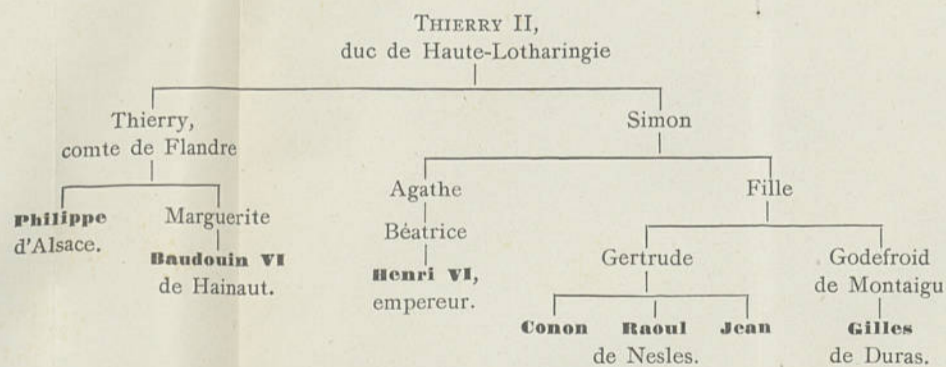 THIERRY II,
duc de Haute-Lotharingie
Thierry,
comte de Flandre
Simon
Philippe
d'Alsace.
Marguerite
Baudouin VI
de Hainaut.
Agathe
Béatrice
Henri VI,
empereur.
Fille
Gertrude
Conon Raoul Jean
de Nesles.
Godefroid
de Montaigu
Gilles
de Duras.